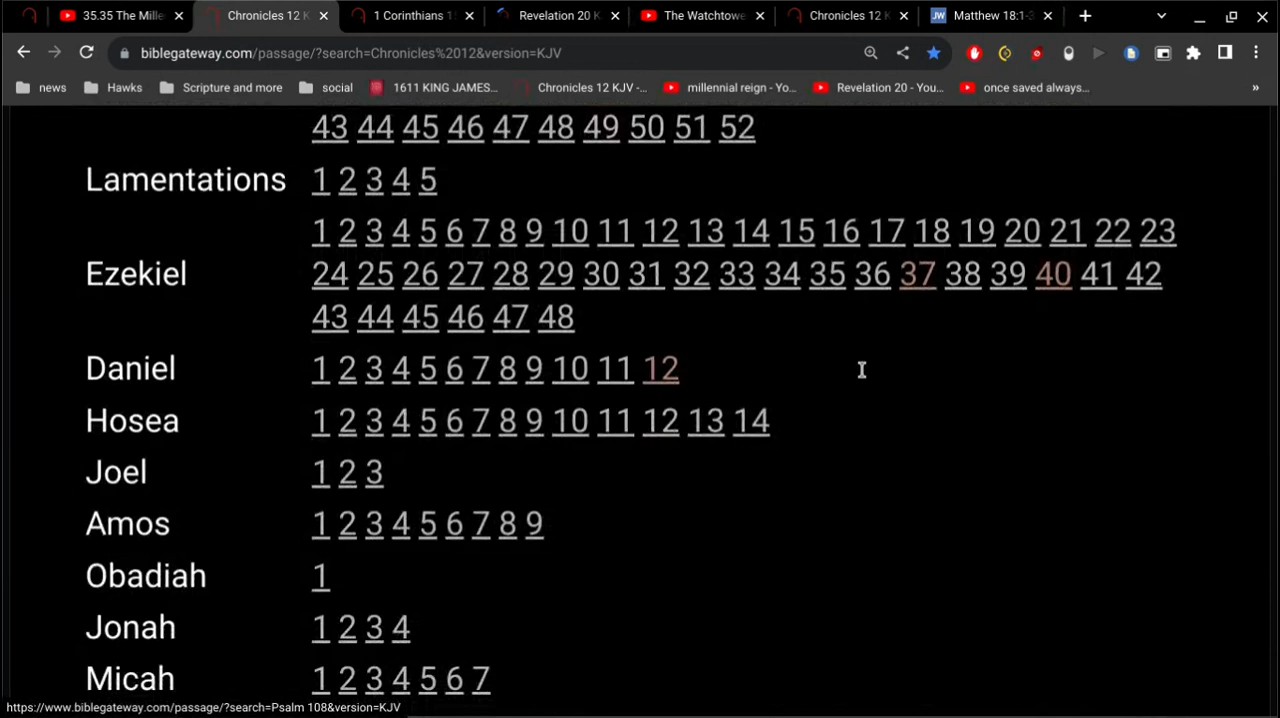 35.35 The Mille
Chronicles 12 K
1 Corinthians 1
Revelation 20 K
The Watchtowe
Chronicles 12 K
JW
Matthew 18:1-3
biblegateway.com/passage/?search=Chronicles%2012&version=KJV
news
Hawks
Scripture and more
social
1611 KING JAMES...
Chronicles 12 KJV -...
millennial reign - Yo...
Revelation 20 - You...
once saved always...
»
43 44 45 46 47 48 49 50 51 52
Lamentations 1 2 3 4 5
1 2 3 4 5 6 7 8 9 10 11 12 13 14 15 16 17 18 19 20 21 22 23
Ezekiel 24 25 26 27 28 29 30 31 32 33 34 35 36 37 38 39 40 41 42
43 44 45 46 47 48
Daniel 1 2 3 4 5 6 7 8 9 10 11 12
Hosea 1 2 3 4 5 6 7 8 9 10 11 12 13 14
Joel 1 2 3
Amos 1 2 3 4 5 6 7 8 9
Obadiah 1
Jonah 1 2 3 4
Micah 1 2 3 4 5 6 7
https://www.biblegateway.com/passage/?search=Psalm 108&version=KJV